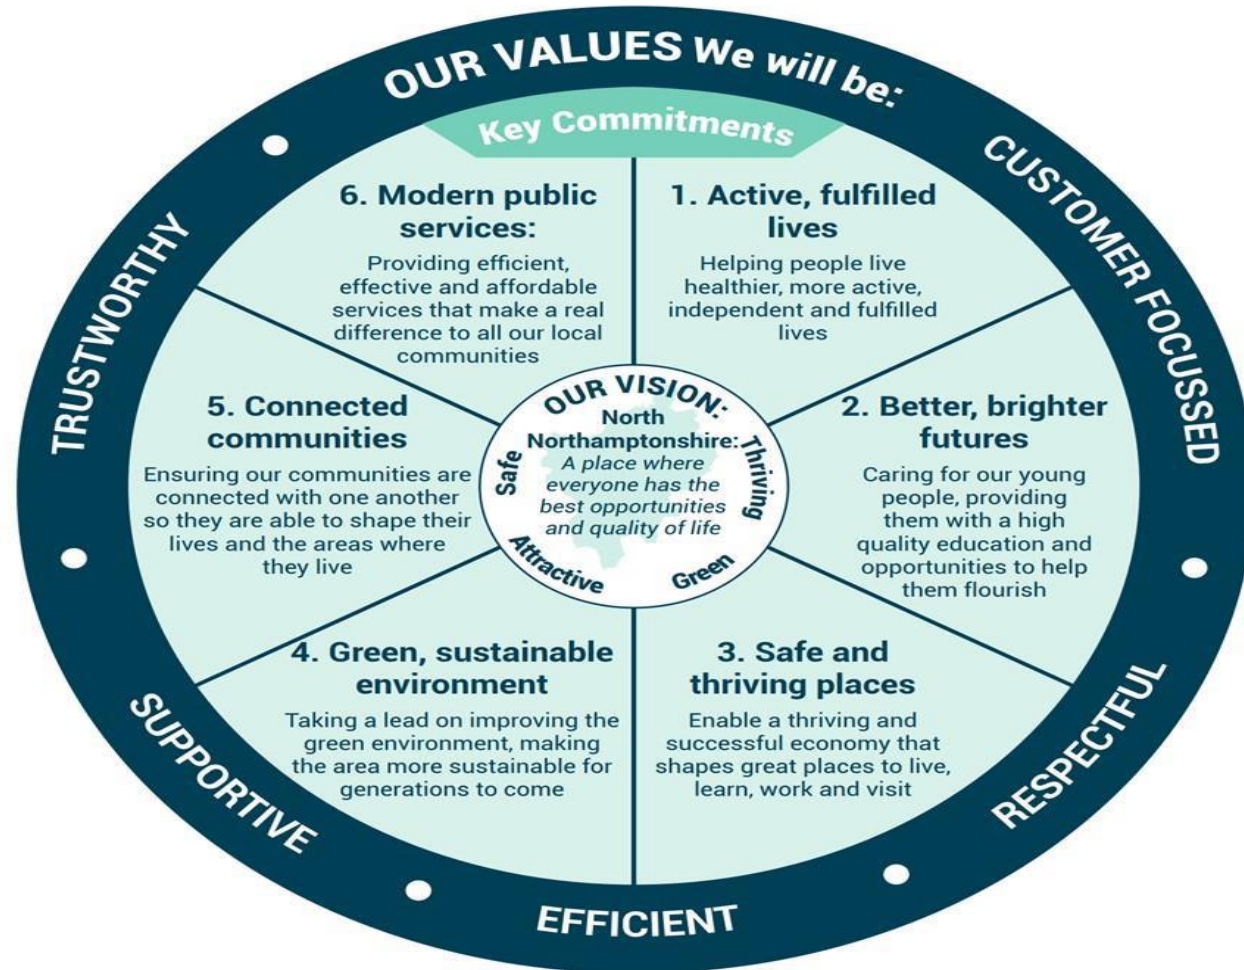 OUR VALUES We will be:
CUSTOMER FOCUSSED
RESPECTFUL
EFFICIENT
SUPPORTIVE
TRUSTWORTHY
Key Commitments
1. Active, fulfilled
lives
Helping people live
healthier, more active,
independent and fulfilled
lives
2. Better, brighter
futures
Caring for our young
people, providing
them with a high
quality education and
opportunities to help
them flourish
3. Safe and
thriving places
Enable a thriving and
successful economy that
shapes great places to live,
learn, work and visit
4. Green, sustainable
environment
Taking a lead on improving the
green environment, making
the area more sustainable for
generations to come
5. Connected
communities
Ensuring our communities are
connected with one another
so they are able to shape their
lives and the areas where
they live
6. Modern public
services:
Providing efficient,
effective and affordable
services that make a real
difference to all our local
communities
OUR VISION:
North
Northamptonshire:
A place where
everyone has the
best opportunities
and quality of life
Safe
Thriving
Attractive
Green